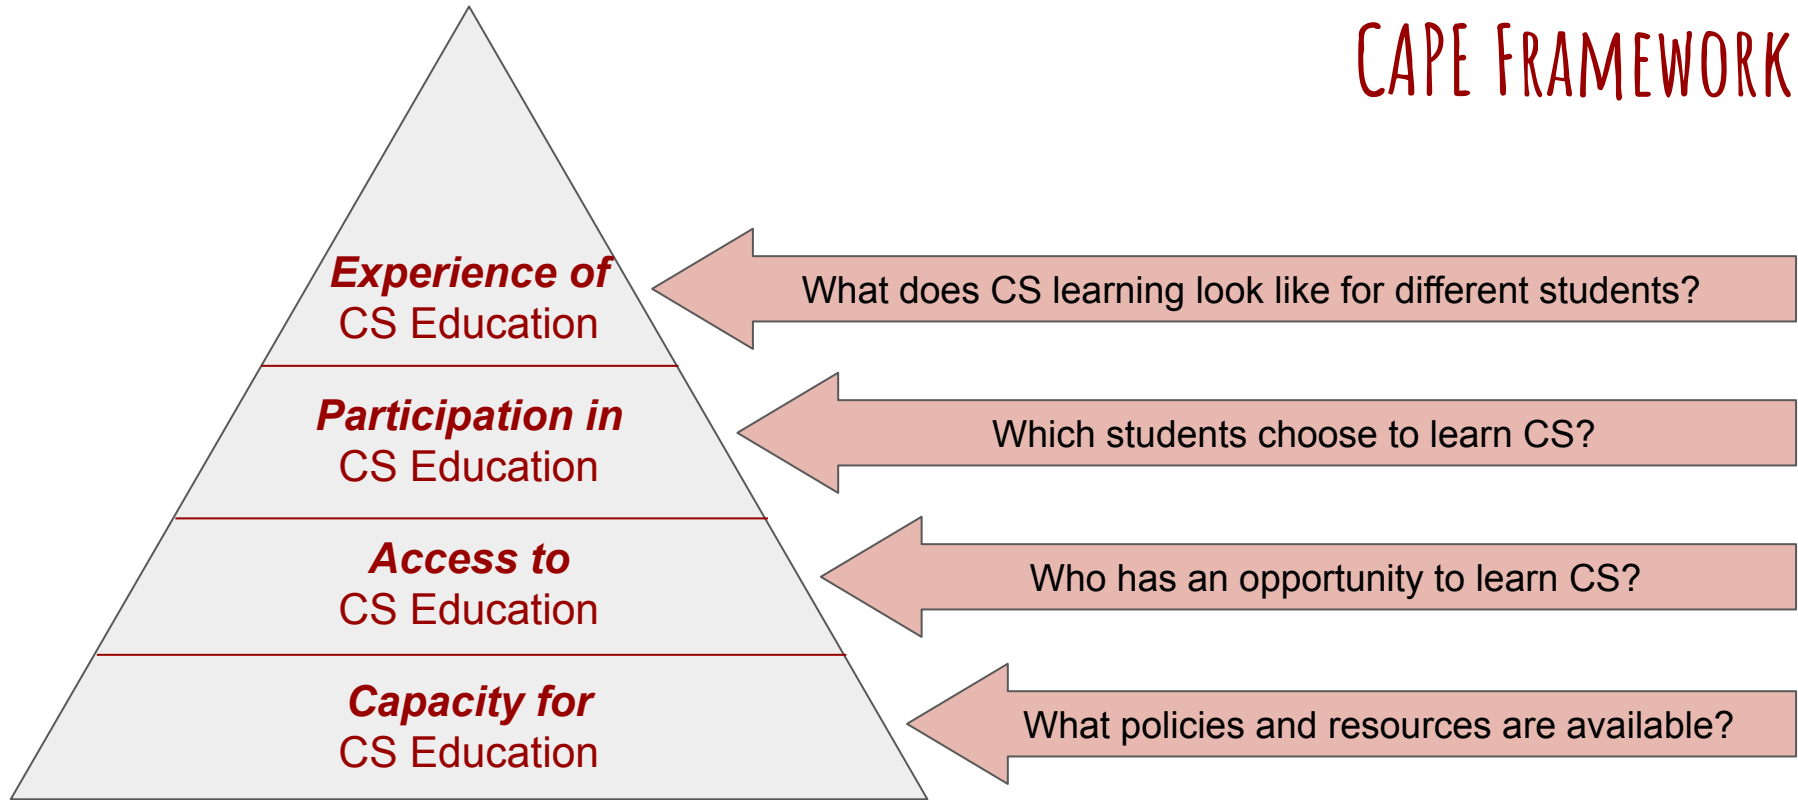 CAPE Framework
Experience of
CS Education
What does CS learning look like for different students?
Participation in
CS Education
Which students choose to learn CS?
Access to
CS Education
Who has an opportunity to learn CS?
Capacity for
CS Education
What policies and resources are available?